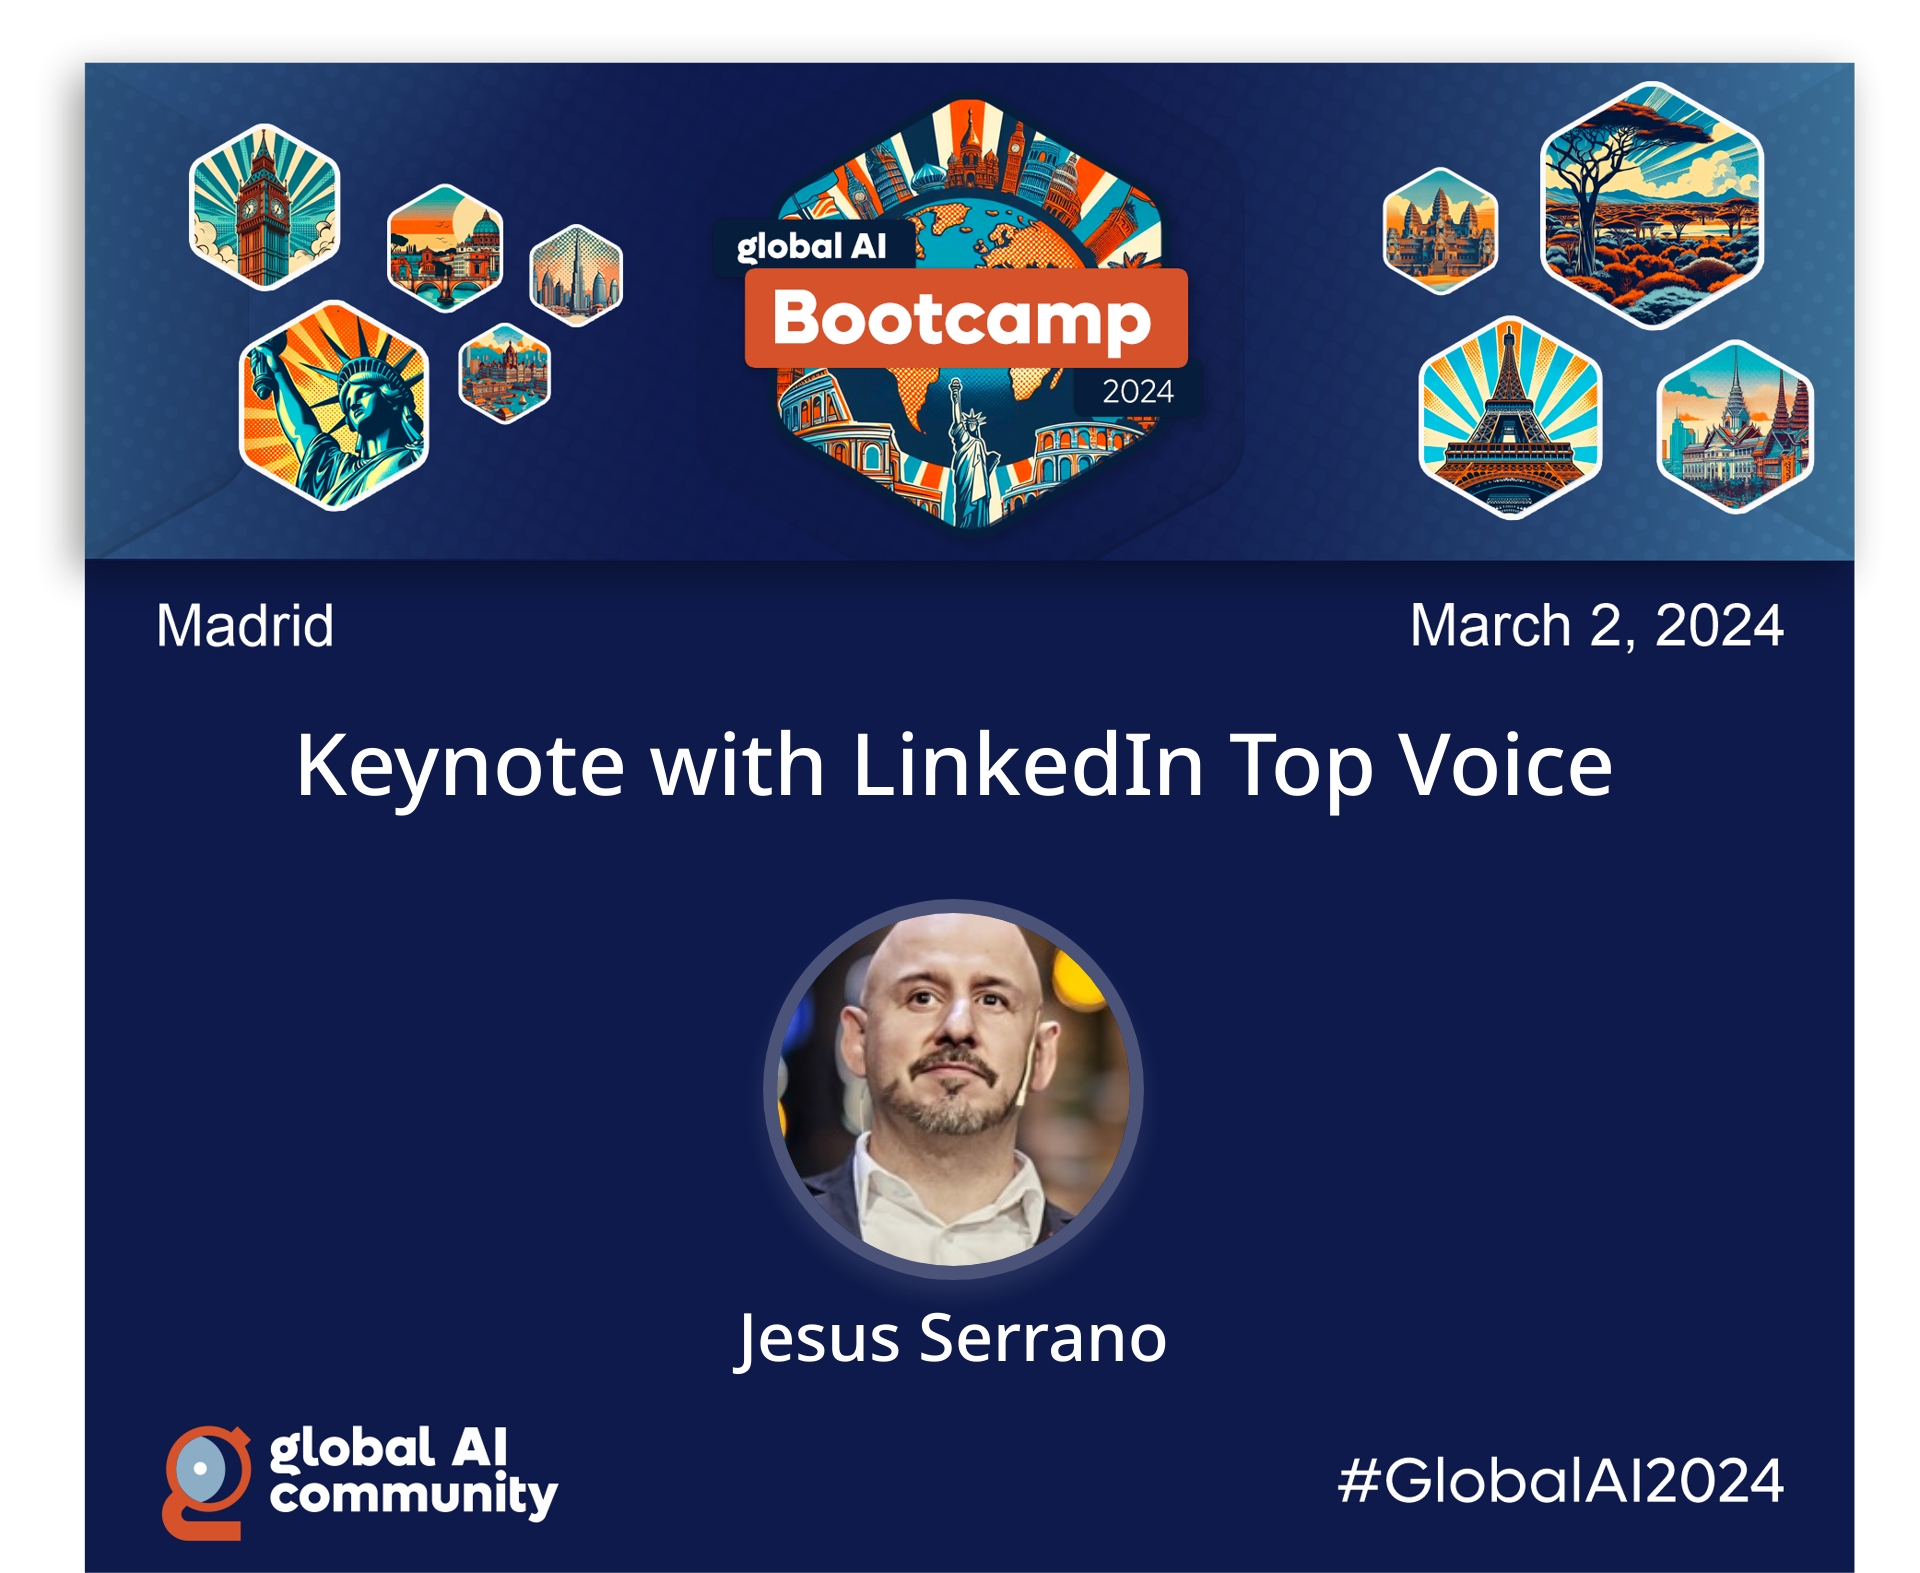 global AI
Bootcamp
2024
Madrid
March 2, 2024
Keynote with LinkedIn Top Voice
Jesus Serrano
global AI
community
#GlobalAI2024